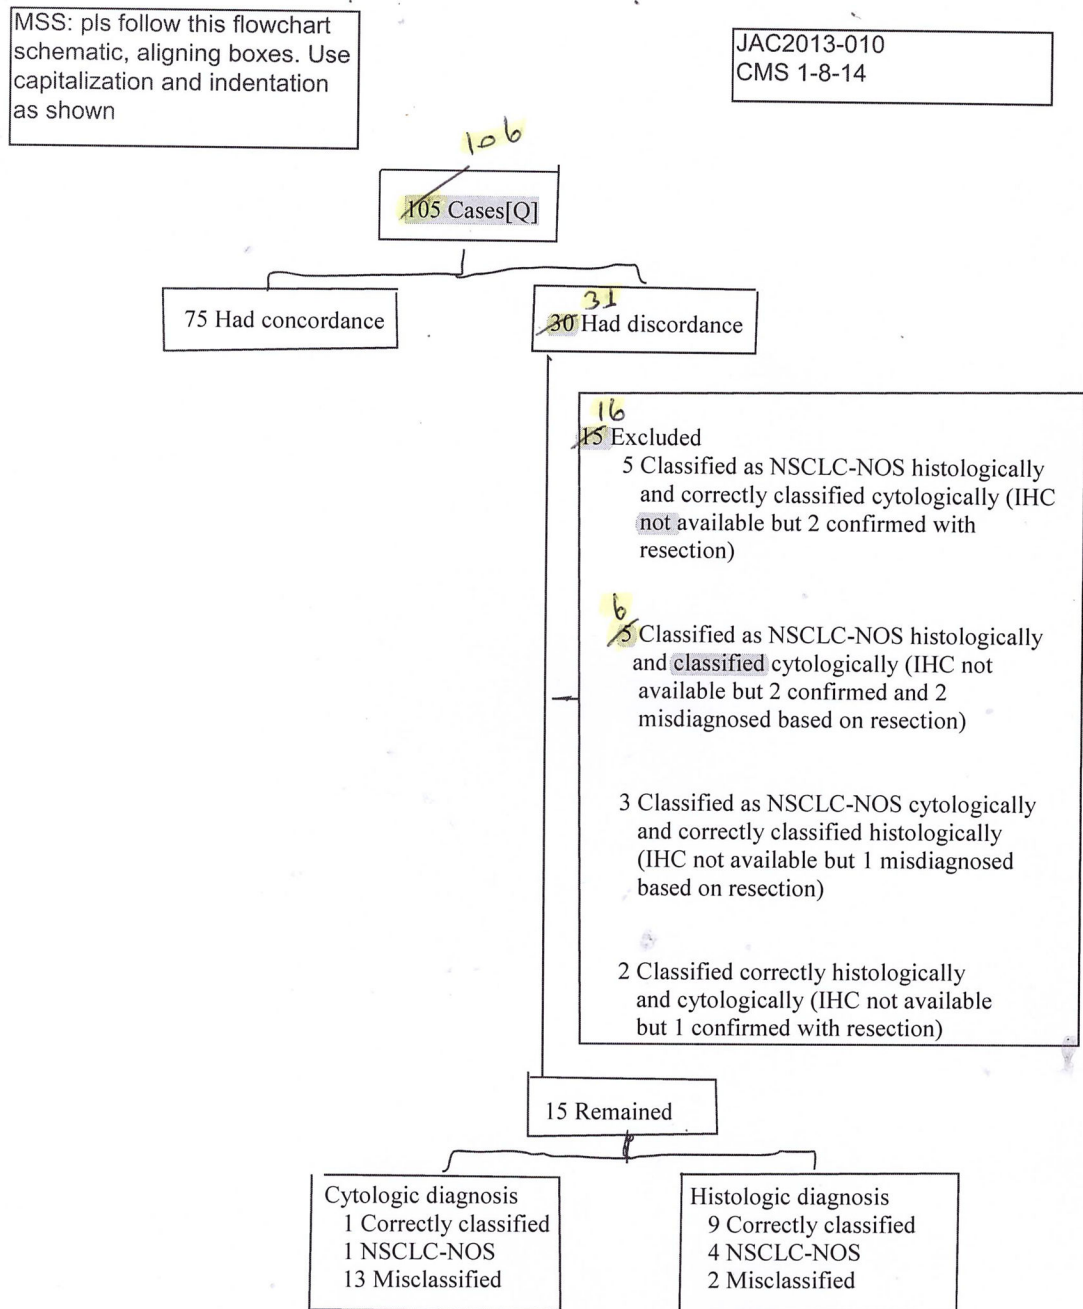 MSS: pls follow this flowchart
schematic, aligning boxes. Use
capitalization and indentation
as shown
JAC2013-010
CMS 1-8-14
106
105 Cases[Q]
75 Had concordance
31
30 Had discordance
16
15 Excluded
5 Classified as NSCLC-NOS histologically
and correctly classified cytologically (IHC
not available but 2 confirmed with
resection)
6
5 Classified as NSCLC-NOS histologically
and classified cytologically (IHC not
available but 2 confirmed and 2
misdiagnosed based on resection)
3 Classified as NSCLC-NOS cytologically
and correctly classified histologically
(IHC not available but 1 misdiagnosed
based on resection)
2 Classified correctly histologically
and cytologically (IHC not available
but 1 confirmed with resection)
15 Remained
Cytologic diagnosis
1 Correctly classified
1 NSCLC-NOS
13 Misclassified
Histologic diagnosis
9 Correctly classified
4 NSCLC-NOS
2 Misclassified